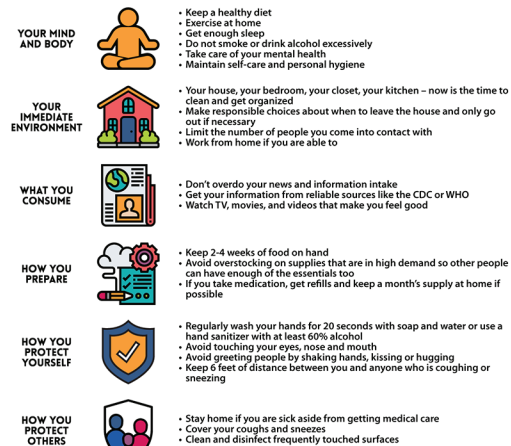 YOUR MIND
AND BODY
• Keep a healthy diet
• Exercise at home
• Get enough sleep
• Do not smoke or drink alcohol excessively
• Take care of your mental health
• Maintain self-care and personal hygiene
YOUR
IMMEDIATE
ENVIRONMENT
• Your house, your bedroom, your closet, your kitchen – now is the time to
clean and get organized
• Make responsible choices about when to leave the house and only go
out if necessary
• Limit the number of people you come into contact with
• Work from home if you are able to
WHAT YOU
CONSUME
• Don't overdo your news and information intake
• Get your information from reliable sources like the CDC or WHO
• Watch TV, movies, and videos that make you feel good
HOW YOU
PREPARE
• Keep 2-4 weeks of food on hand
• Avoid overstocking on supplies that are in high demand so other people
can have enough of the essentials too
• If you take medication, get refills and keep a month's supply at home if
possible
HOW YOU
PROTECT
YOURSELF
• Regularly wash your hands for 20 seconds with soap and water or use a
hand sanitizer with at least 60% alcohol
• Avoid touching your eyes, nose and mouth
• Avoid greeting people by shaking hands, kissing or hugging
• Keep 6 feet of distance between you and anyone who is coughing or
sneezing
HOW YOU
PROTECT
OTHERS
• Stay home if you are sick aside from getting medical care
• Cover your coughs and sneezes
• Clean and disinfect frequently touched surfaces